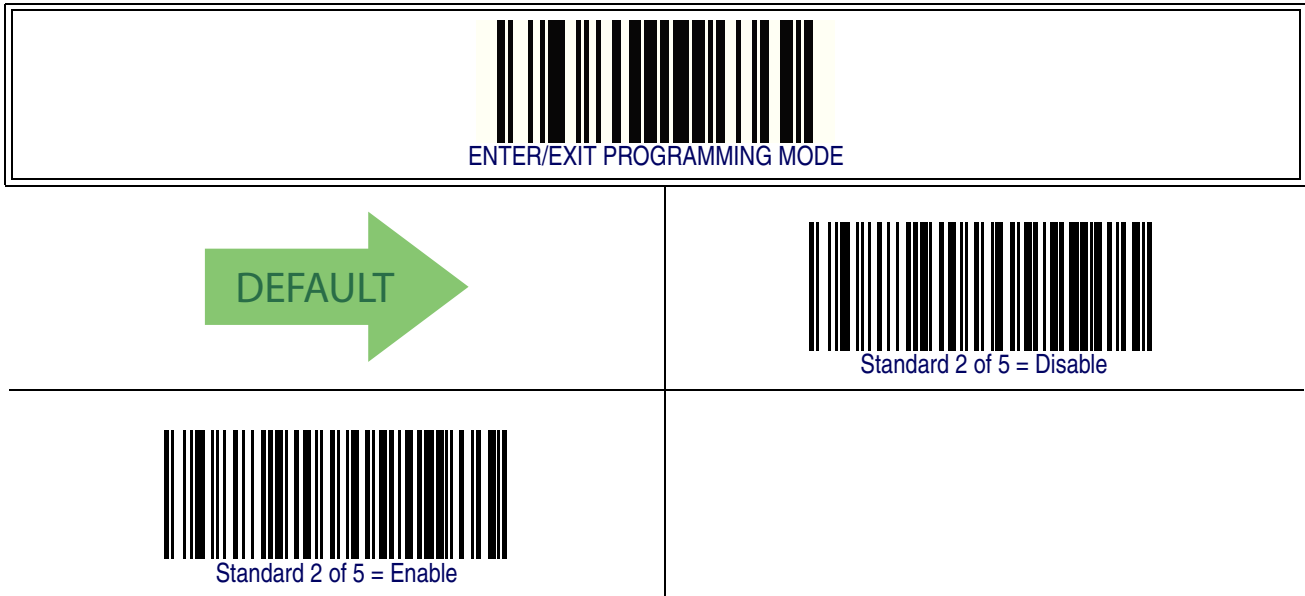 ENTER/EXIT PROGRAMMING MODE
DEFAULT
Standard 2 of 5 = Disable
Standard 2 of 5 = Enable